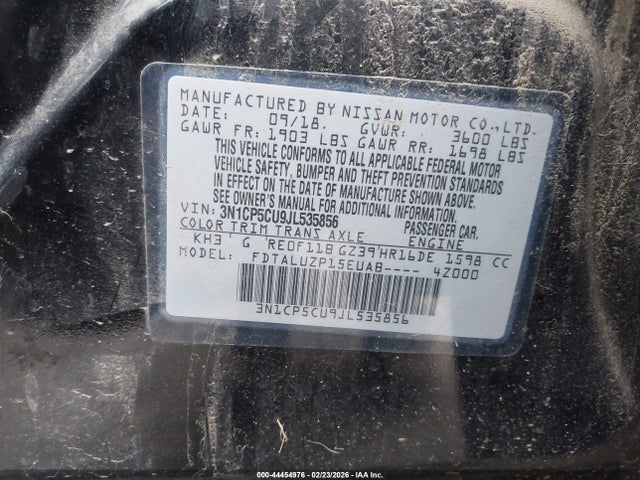 MANUFACTURED BY NISSAN MOTOR CO.,LTD.
DATE: 09/18. GVWR: 3600 LBS
GAWR FR: 1903 LBS GAWR RR: 1698 LBS
THIS VEHICLE CONFORMS TO ALL APPLICABLE FEDERAL MOTOR
VEHICLE SAFETY, BUMPER AND THEFT PREVENTION STANDARDS
IN EFFECT ON THE DATE OF MANUFACTURE SHOWN ABOVE.
SEE OWNER'S MANUAL FOR ADDITIONAL INFORMATION.
VIN: 3N1CP5CU9JL535856 PASSENGER CAR.
COLOR TRIM TRANS AXLE ENGINE
KH3 G RE0F11B GZ39 HR16DE 1598 CC
MODEL: FDTALUZP15EUAB---- 4Z000
3N1CP5CU9JL535856
000-44454976 - 02/23/2026 - IAA Inc.